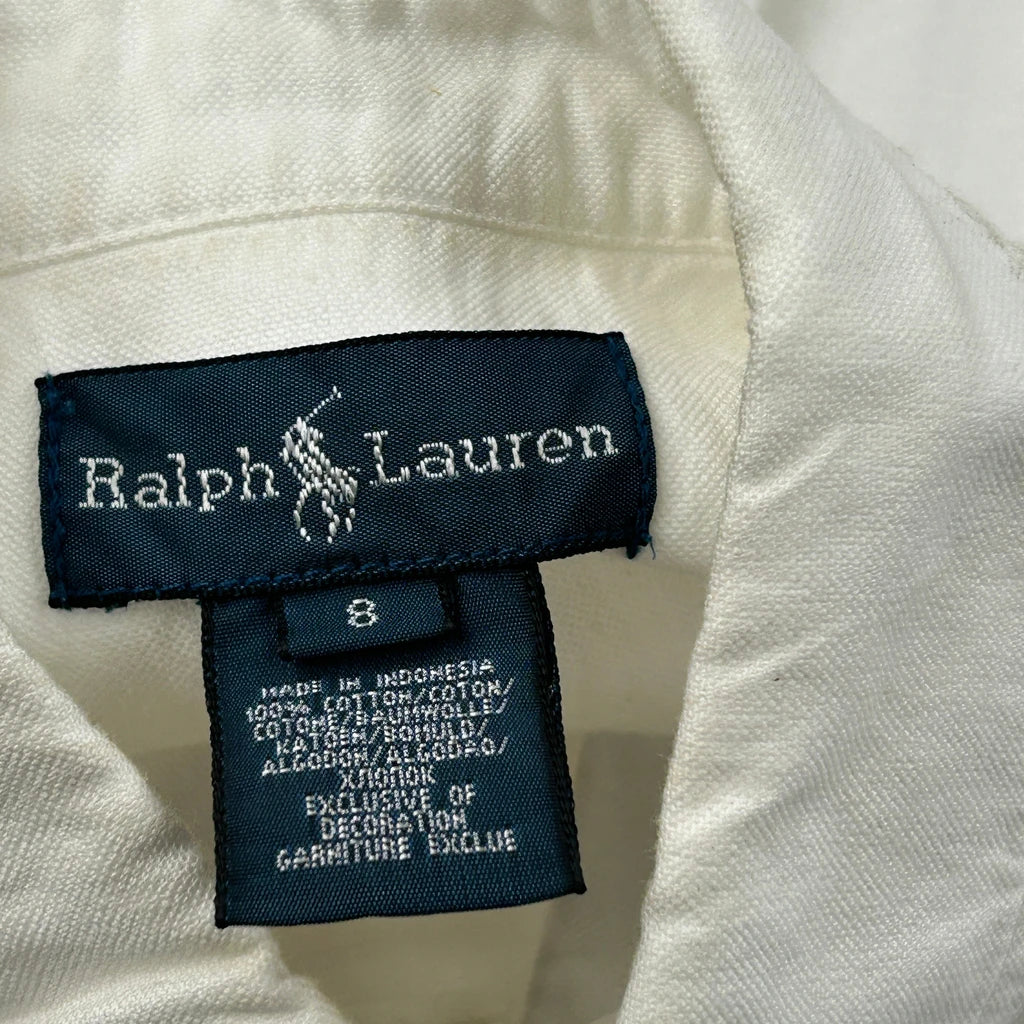 Ralph Lauren
8
MADE IN INDONESIA
100% COTTON/COTON/
COTONE/BAUMWOLLE/
KATOEN/BOMULD/
ALGODON/ALGODAO/
ХЛОПОК
EXCLUSIVE OF
DECORATION
GARNITURE EXCLUE